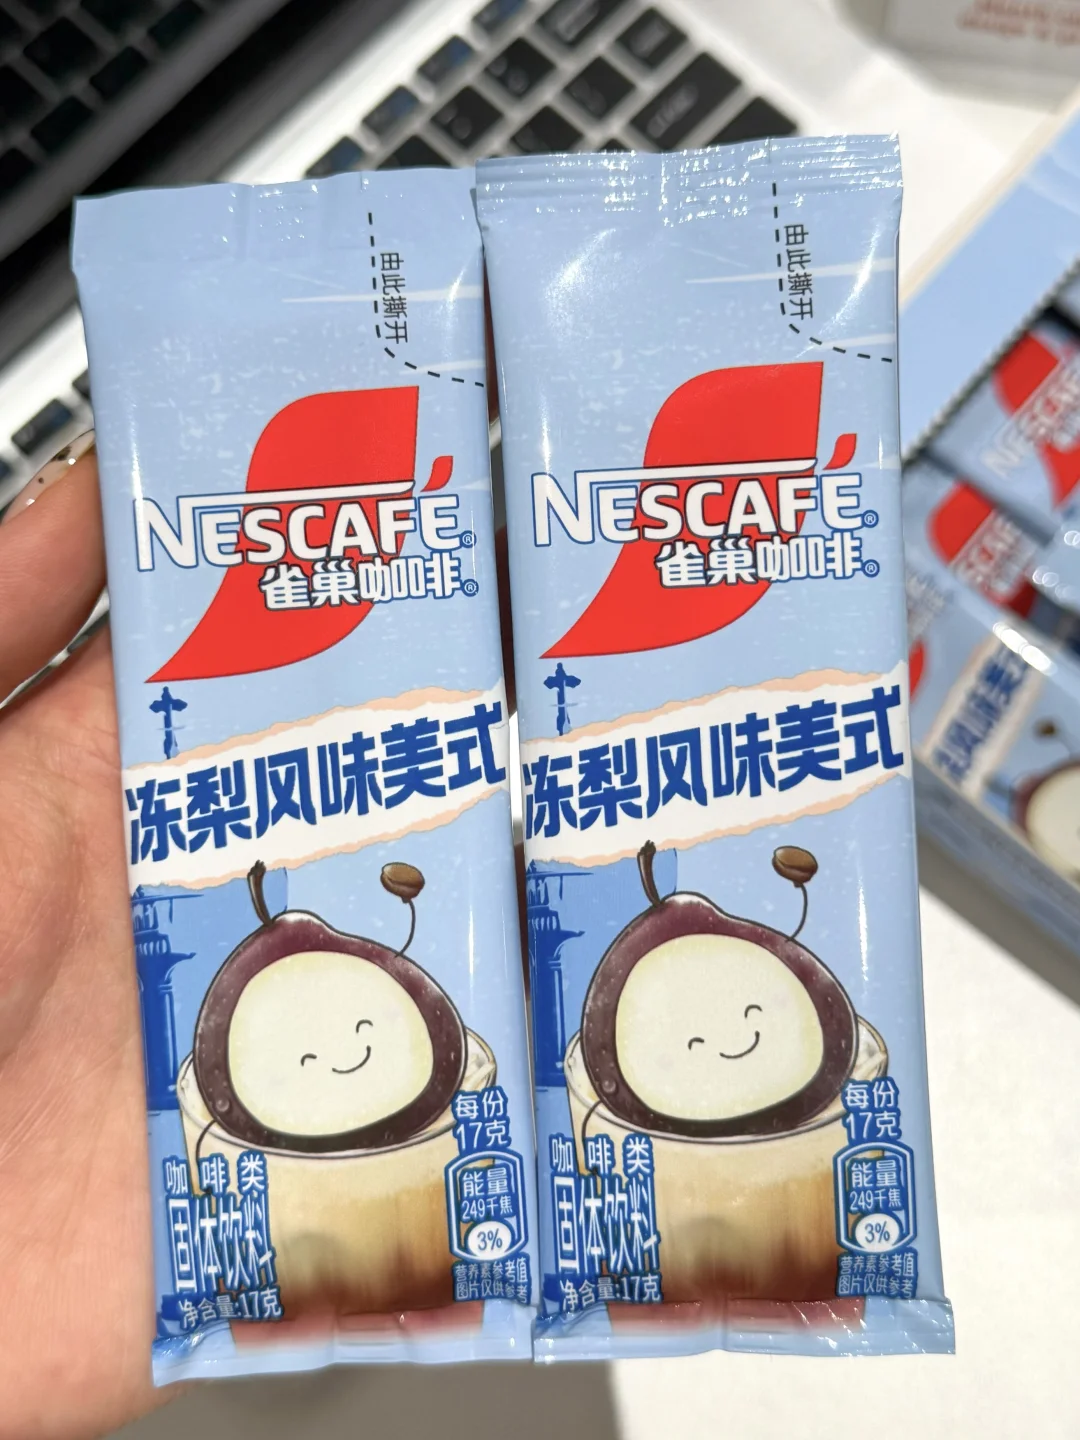 由此撕开
NESCAFÉ®
雀巢咖啡®
冻梨风味美式
每份
17克
能量
249千焦
3%
营养素参考值
图片仅供参考
咖啡类
固体饮料
净含量:17克
由此撕开
NESCAFÉ®
雀巢咖啡®
冻梨风味美式
每份
17克
能量
249千焦
3%
营养素参考值
图片仅供参考
咖啡类
固体饮料
净含量:17克
NESCAFÉ